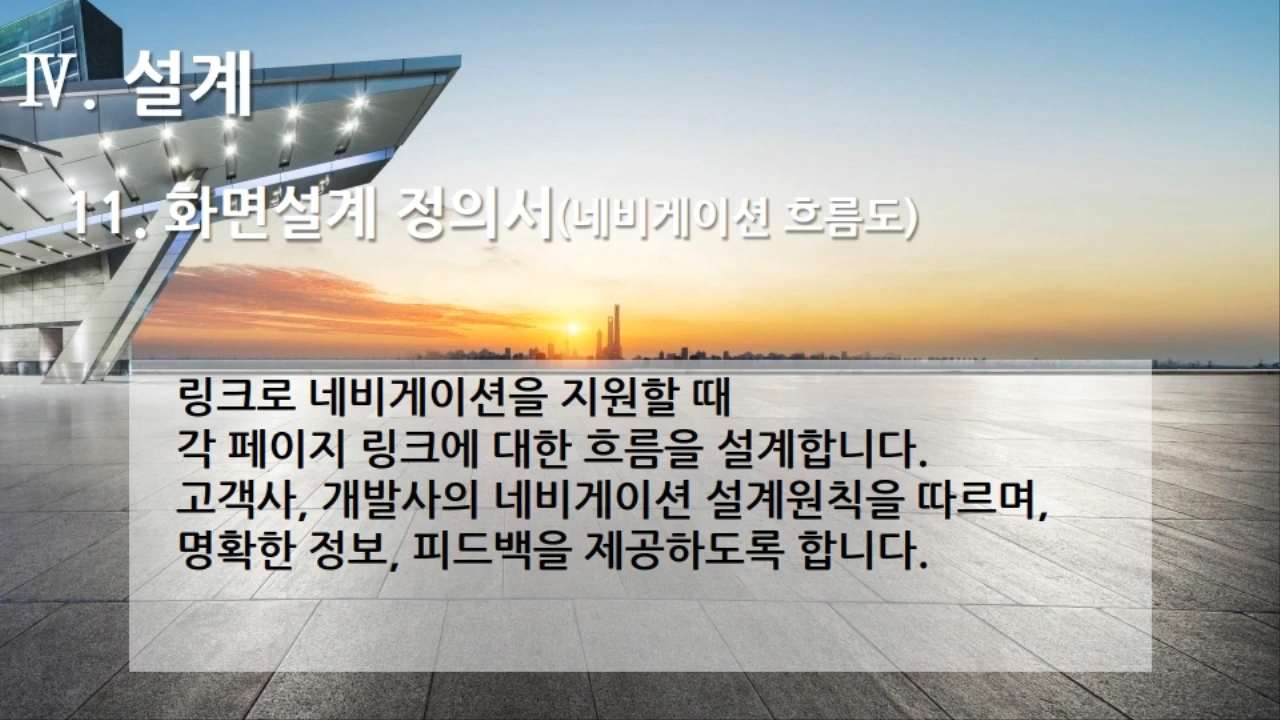 Ⅳ. 설계
11. 화면설계 정의서(네비게이션 흐름도)
링크로 네비게이션을 지원할 때
각 페이지 링크에 대한 흐름을 설계합니다.
고객사, 개발사의 네비게이션 설계원칙을 따르며,
명확한 정보, 피드백을 제공하도록 합니다.